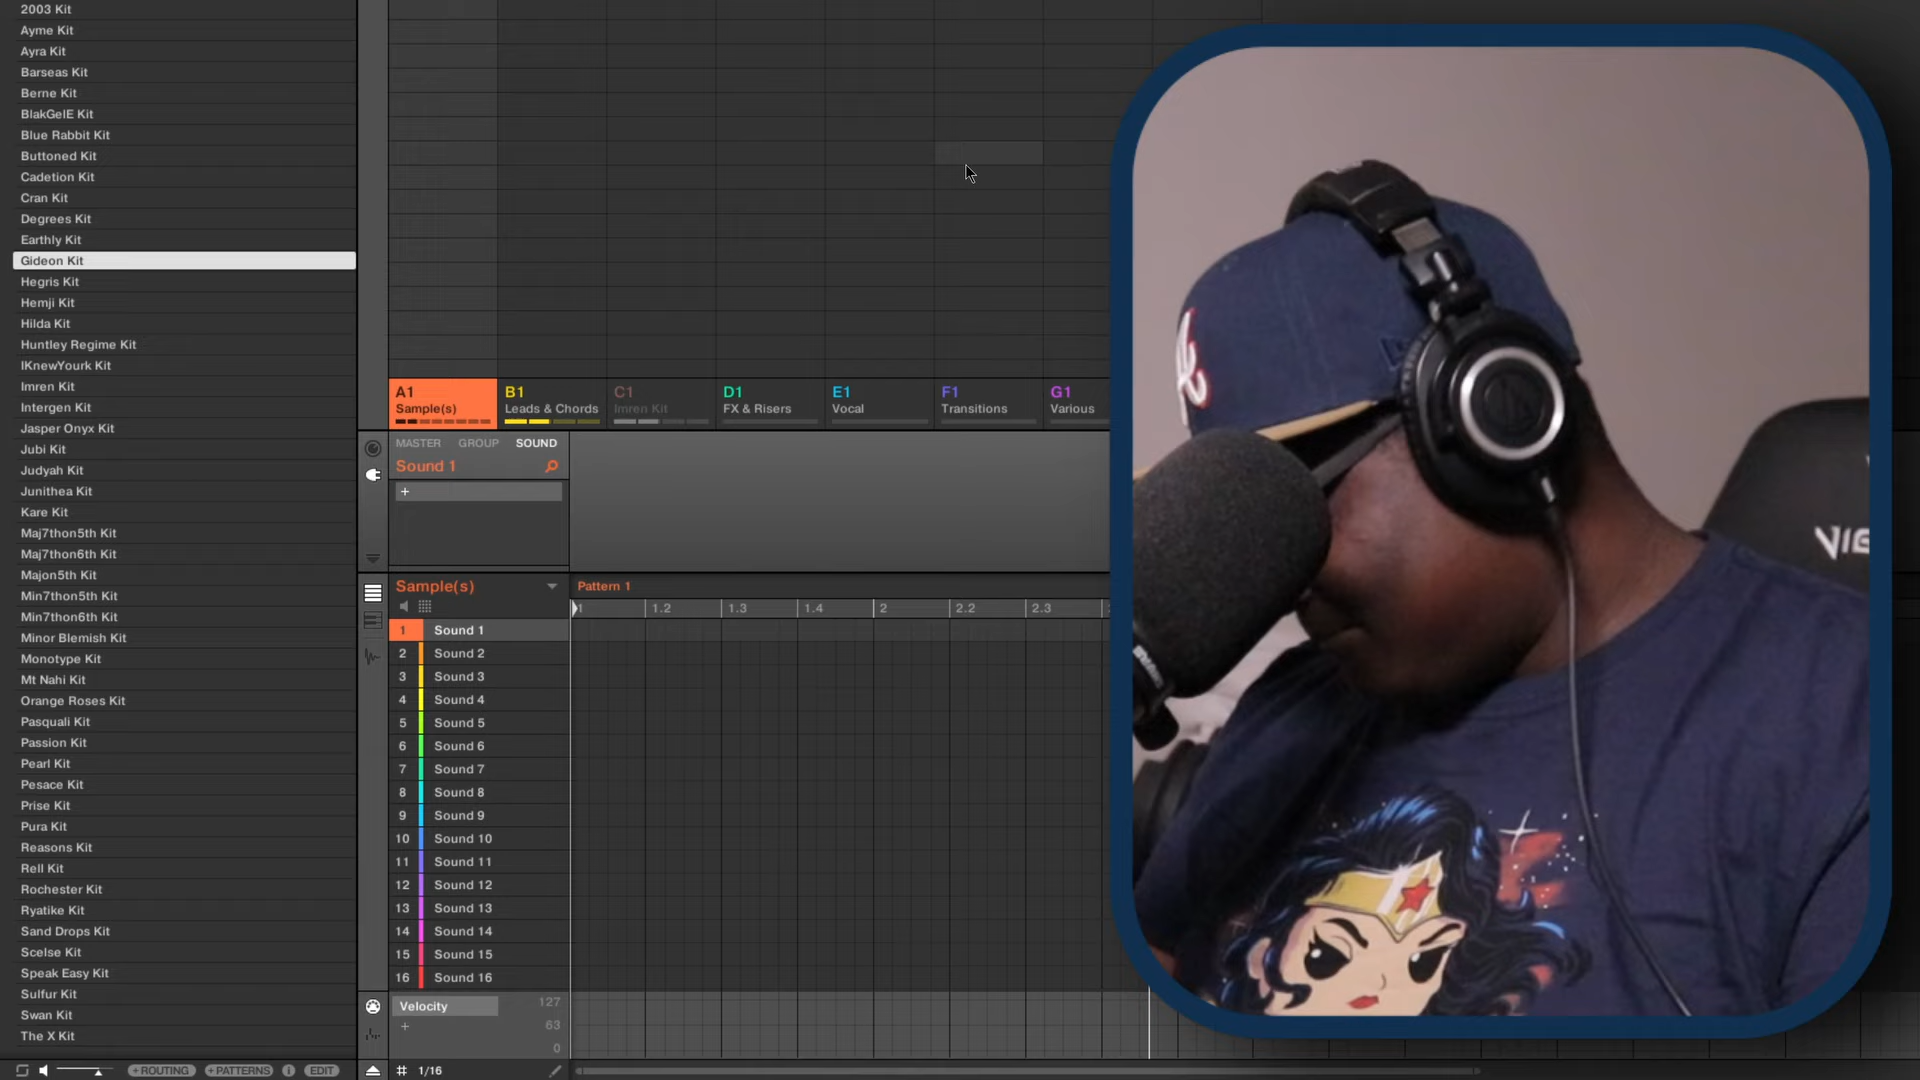 2003 Kit
Ayme Kit
Ayra Kit
Barseas Kit
Berne Kit
BlakGelE Kit
Blue Rabbit Kit
Buttoned Kit
Cadetion Kit
Cran Kit
Degrees Kit
Earthly Kit
Gideon Kit
Hegris Kit
Hemji Kit
Hilda Kit
Huntley Regime Kit
IKnewYourk Kit
Imren Kit
Intergen Kit
Jasper Onyx Kit
Jubi Kit
Judyah Kit
Junithea Kit
Kare Kit
Maj7thon5th Kit
Maj7thon6th Kit
Majon5th Kit
Min7thon5th Kit
Min7thon6th Kit
Minor Blemish Kit
Monotype Kit
Mt Nahi Kit
Orange Roses Kit
Pasquali Kit
Passion Kit
Pearl Kit
Pesace Kit
Prise Kit
Pura Kit
Reasons Kit
Rell Kit
Rochester Kit
Ryatike Kit
Sand Drops Kit
Scelse Kit
Speak Easy Kit
Sulfur Kit
Swan Kit
The X Kit
+ROUTING +PATTERNS i EDIT
A1 B1 C1 D1 E1 F1 G1
Sample(s) Leads & Chords Imren Kit FX & Risers Vocal Transitions Various
MASTER GROUP SOUND
Sound 1
+
Sample(s) Pattern 1
1 1.2 1.3 1.4 2 2.2 2.3
1 Sound 1
2 Sound 2
3 Sound 3
4 Sound 4
5 Sound 5
6 Sound 6
7 Sound 7
8 Sound 8
9 Sound 9
10 Sound 10
11 Sound 11
12 Sound 12
13 Sound 13
14 Sound 14
15 Sound 15
16 Sound 16
Velocity 127
+ 63
0
# 1/16